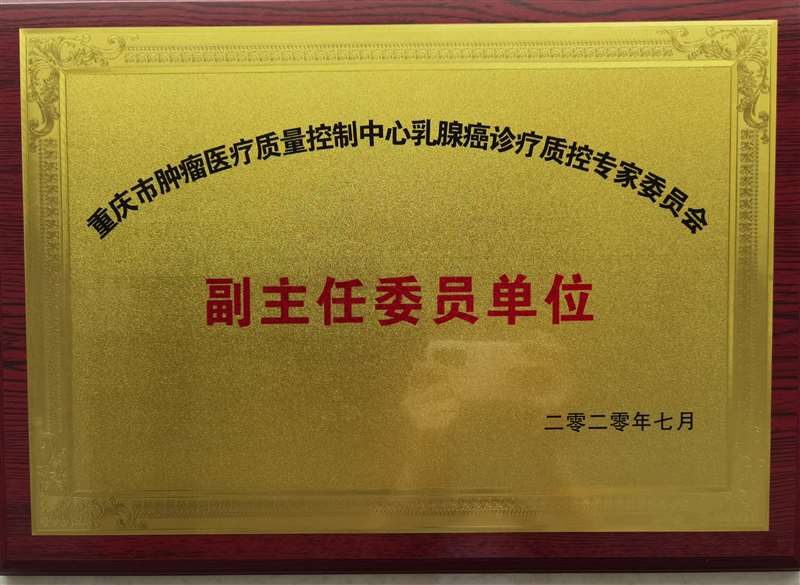 重庆市肿瘤医疗质量控制中心乳腺癌诊疗质控专家委员会
副主任委员单位
二零二零年七月